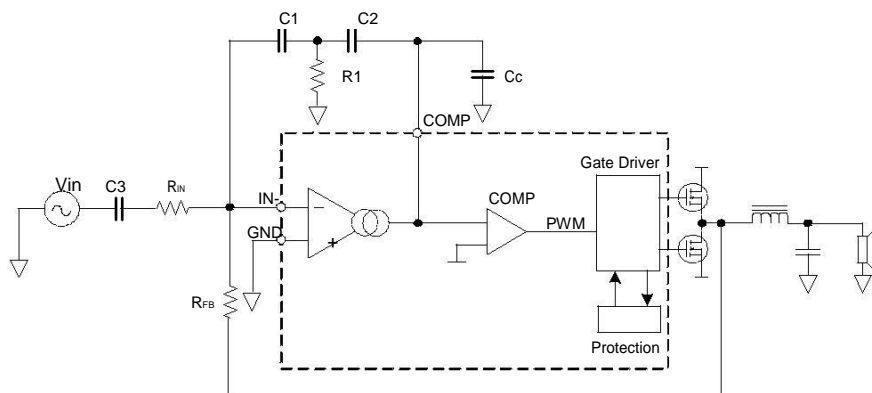 C1
C2
R1
Cc
COMP
Gate Driver
Vin
C3
RIN
IN-
COMP
GND
PWM
RFB
Protection